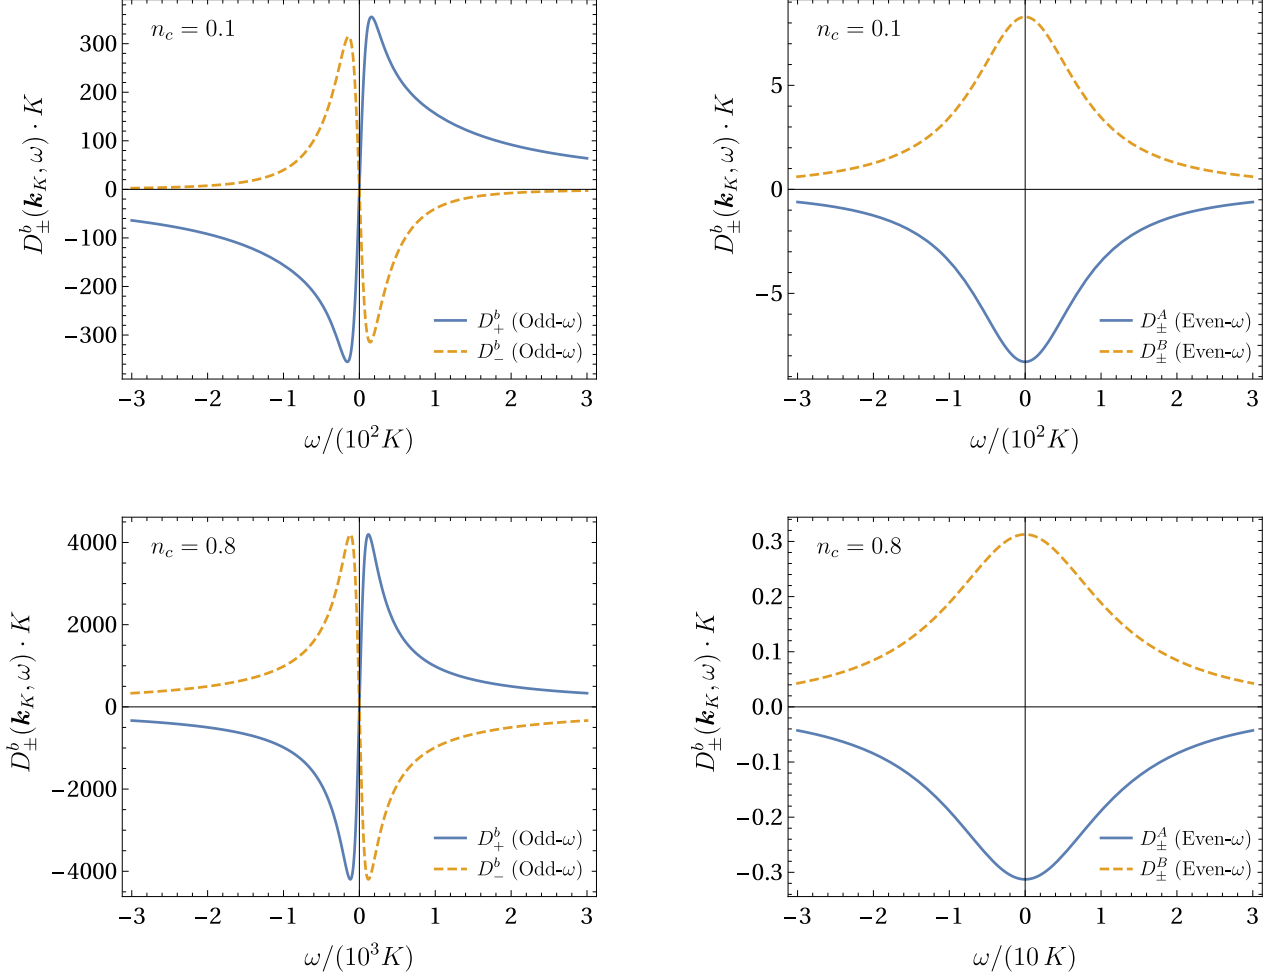 n_c = 0.1
D^b_±(k_K, ω) · K
300
200
100
0
−100
−200
−300
D^b_+ (Odd-ω)
D^b_− (Odd-ω)
−3 −2 −1 0 1 2 3
ω/(10^2 K)
n_c = 0.1
D^b_±(k_K, ω) · K
5
0
−5
D^A_± (Even-ω)
D^B_± (Even-ω)
−3 −2 −1 0 1 2 3
ω/(10^2 K)
n_c = 0.8
D^b_±(k_K, ω) · K
4000
2000
0
−2000
−4000
D^b_+ (Odd-ω)
D^b_− (Odd-ω)
−3 −2 −1 0 1 2 3
ω/(10^3 K)
n_c = 0.8
D^b_±(k_K, ω) · K
0.3
0.2
0.1
0.0
−0.1
−0.2
−0.3
D^A_± (Even-ω)
D^B_± (Even-ω)
−3 −2 −1 0 1 2 3
ω/(10 K)